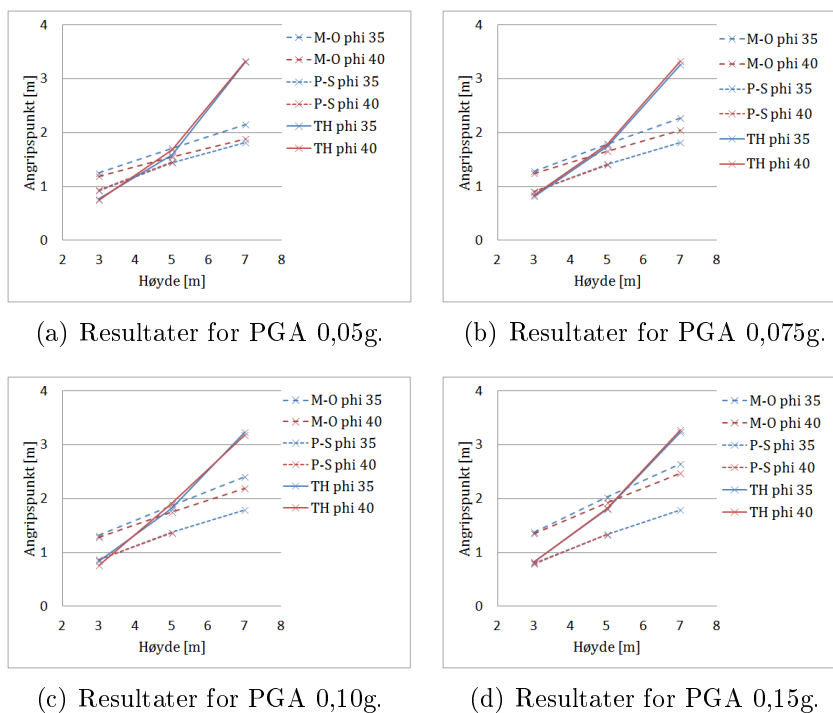 4
3
2
1
0
Angripspunkt [m]
2 3 4 5 6 7 8
Høyde [m]
M-O phi 35
M-O phi 40
P-S phi 35
P-S phi 40
TH phi 35
TH phi 40
(a) Resultater for PGA 0,05g.
4
3
2
1
0
Angripspunkt [m]
2 3 4 5 6 7 8
Høyde [m]
M-O phi 35
M-O phi 40
P-S phi 35
P-S phi 40
TH phi 35
TH phi 40
(b) Resultater for PGA 0,075g.
4
3
2
1
0
Angripspunkt [m]
2 3 4 5 6 7 8
Høyde [m]
M-O phi 35
M-O phi 40
P-S phi 35
P-S phi 40
TH phi 35
TH phi 40
(c) Resultater for PGA 0,10g.
4
3
2
1
0
Angripspunkt [m]
2 3 4 5 6 7 8
Høyde [m]
M-O phi 35
M-O phi 40
P-S phi 35
P-S phi 40
TH phi 35
TH phi 40
(d) Resultater for PGA 0,15g.